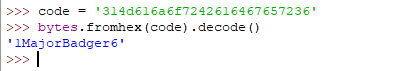 >>> code = '314d616a6f7242616467657236'
>>> bytes.fromhex(code).decode()
'1MajorBadger6'
>>>